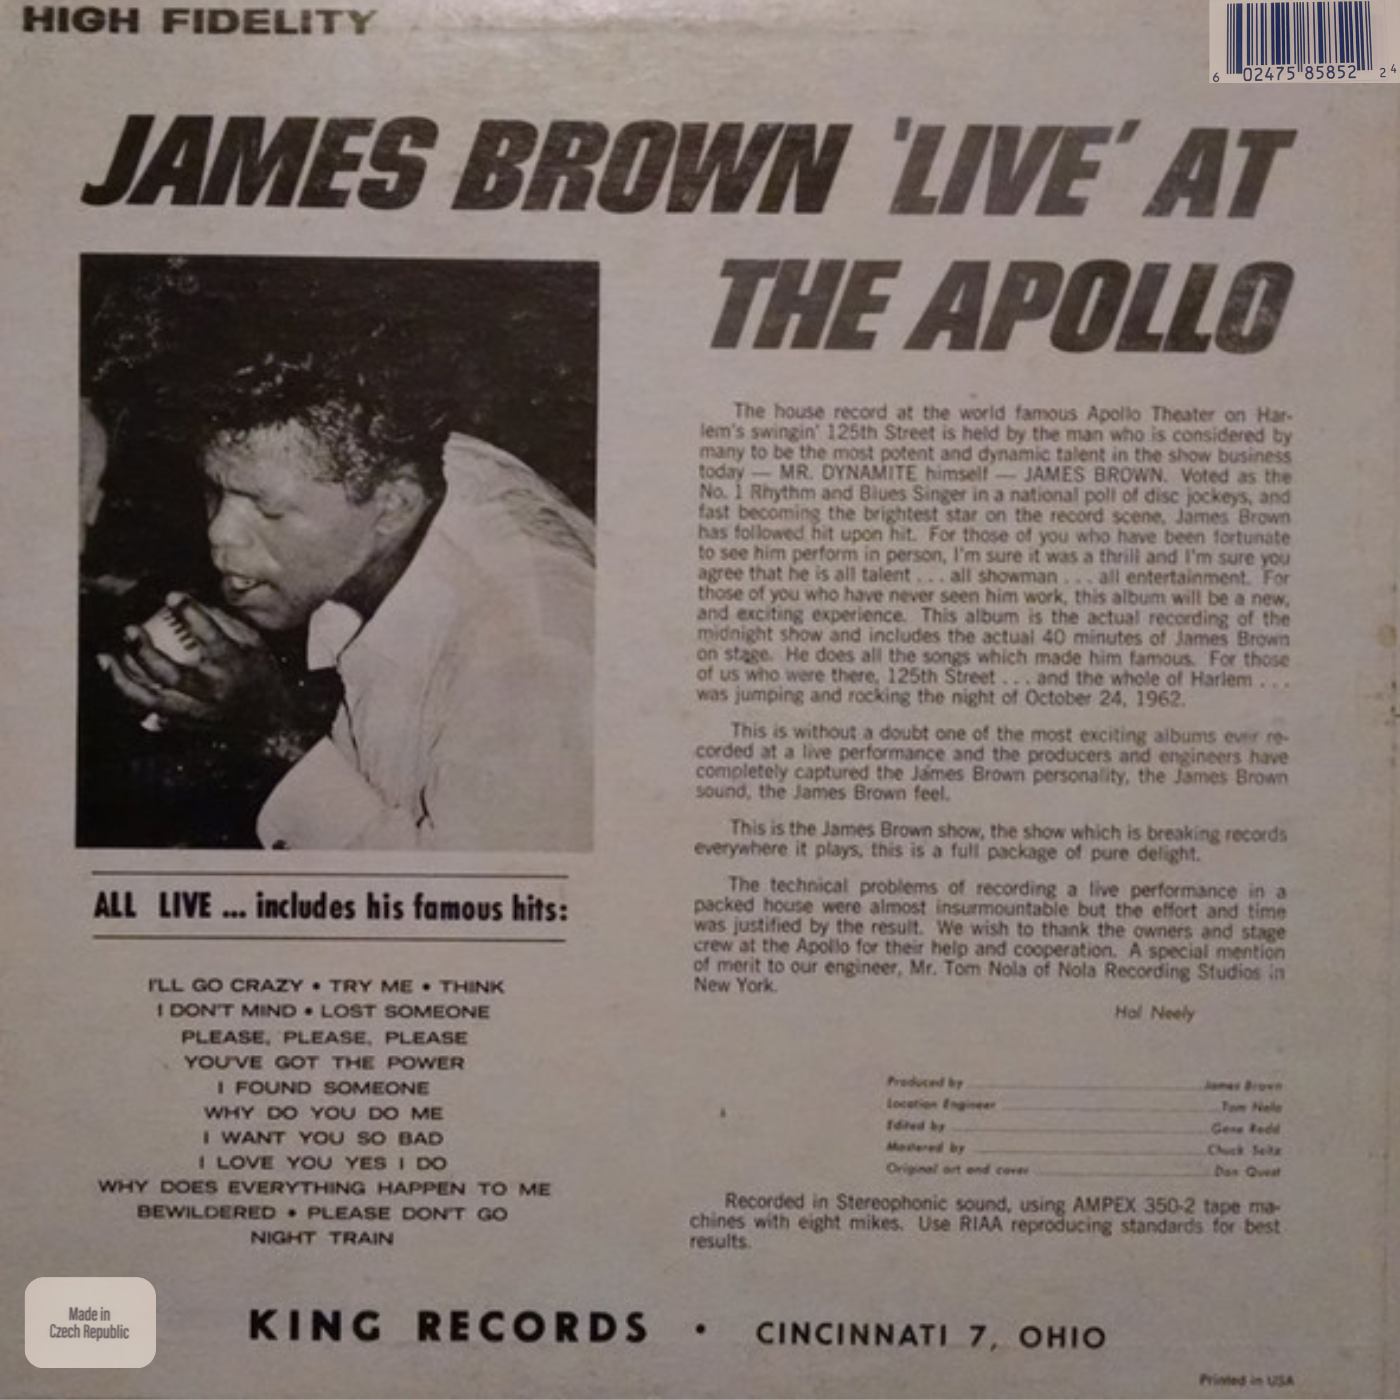 HIGH FIDELITY
6 02475 85852 24
JAMES BROWN 'LIVE' AT
THE APOLLO
The house record at the world famous Apollo Theater on Har-
lem's swingin' 125th Street is held by the man who is considered by
many to be the most potent and dynamic talent in the show business
today — MR. DYNAMITE himself — JAMES BROWN. Voted as the
No. 1 Rhythm and Blues Singer in a national poll of disc jockeys, and
fast becoming the brightest star on the record scene, James Brown
has followed hit upon hit. For those of you who have been fortunate
to see him perform in person, I'm sure it was a thrill and I'm sure you
agree that he is all talent . . . all showman . . . all entertainment. For
those of you who have never seen him work, this album will be a new,
and exciting experience. This album is the actual recording of the
midnight show and includes the actual 40 minutes of James Brown
on stage. He does all the songs which made him famous. For those
of us who were there, 125th Street . . . and the whole of Harlem . . .
was jumping and rocking the night of October 24, 1962.
This is without a doubt one of the most exciting albums ever re-
corded at a live performance and the producers and engineers have
completely captured the James Brown personality, the James Brown
sound, the James Brown feel.
This is the James Brown show, the show which is breaking records
everywhere it plays, this is a full package of pure delight.
The technical problems of recording a live performance in a
packed house were almost insurmountable but the effort and time
was justified by the result. We wish to thank the owners and stage
crew at the Apollo for their help and cooperation. A special mention
of merit to our engineer, Mr. Tom Nola of Nola Recording Studios in
New York.
Hal Neely
ALL LIVE ... includes his famous hits:
I'LL GO CRAZY • TRY ME • THINK
I DON'T MIND • LOST SOMEONE
PLEASE, PLEASE, PLEASE
YOU'VE GOT THE POWER
I FOUND SOMEONE
WHY DO YOU DO ME
I WANT YOU SO BAD
I LOVE YOU YES I DO
WHY DOES EVERYTHING HAPPEN TO ME
BEWILDERED • PLEASE DON'T GO
NIGHT TRAIN
Produced by James Brown
Location Engineer Tom Nola
Edited by Gene Redd
Mastered by Chuck Seitz
Original art and cover Dan Quest
Recorded in Stereophonic sound, using AMPEX 350-2 tape ma-
chines with eight mikes. Use RIAA reproducing standards for best
results.
Made in
Czech Republic
KING RECORDS • CINCINNATI 7, OHIO
Printed in USA